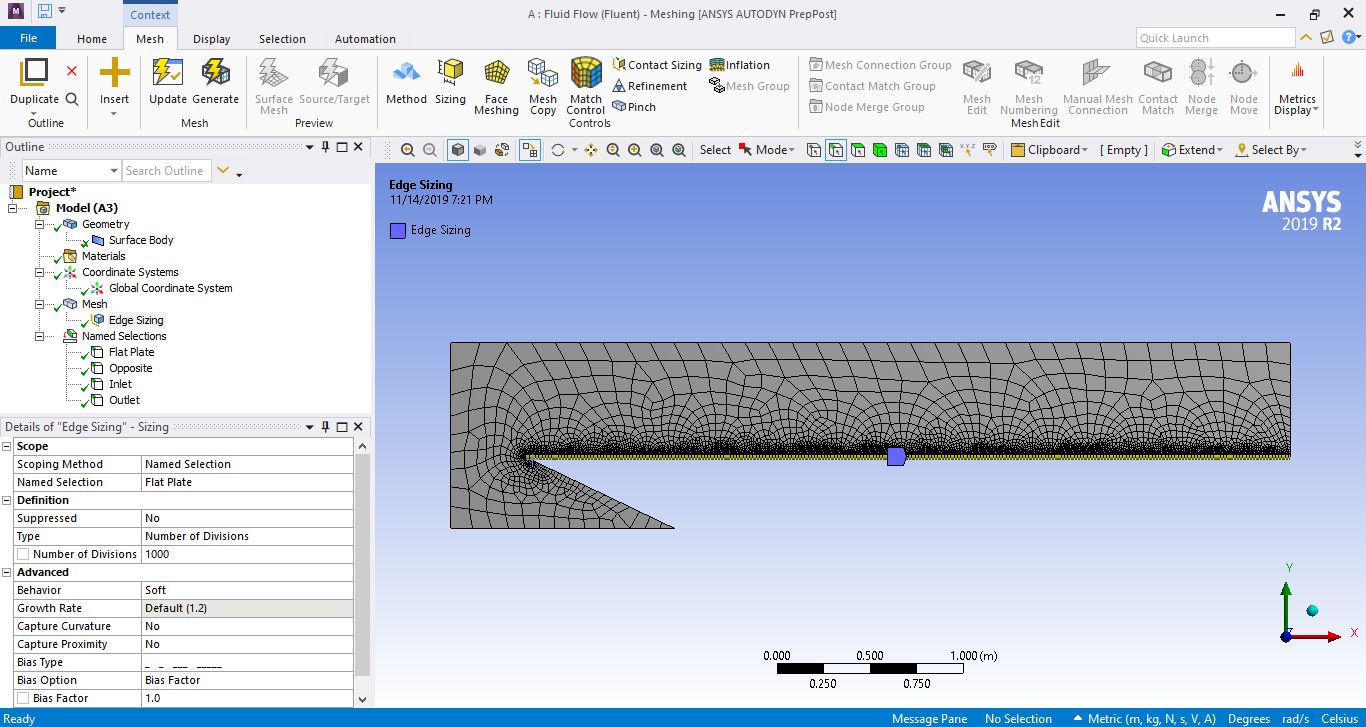 Context
A : Fluid Flow (Fluent) - Meshing [ANSYS AUTODYN PrepPost]
File Home Mesh Display Selection Automation Quick Launch
Duplicate
Outline
Insert
Update Generate
Mesh
Surface Mesh Source/Target
Preview
Method Sizing Face Meshing Mesh Copy Match Control
Contact Sizing
Refinement
Pinch
Inflation
Mesh Group
Controls
Mesh Connection Group
Contact Match Group
Node Merge Group
Mesh Edit Mesh Numbering Manual Mesh Connection Contact Match Node Merge Node Move
Mesh Edit
Metrics Display
Outline
Name Search Outline
Select Mode Clipboard [ Empty ] Extend Select By
Project*
Model (A3)
Geometry
Surface Body
Materials
Coordinate Systems
Global Coordinate System
Mesh
Edge Sizing
Named Selections
Flat Plate
Opposite
Inlet
Outlet
Details of "Edge Sizing" - Sizing
Scope
Scoping Method Named Selection
Named Selection Flat Plate
Definition
Suppressed No
Type Number of Divisions
Number of Divisions 1000
Advanced
Behavior Soft
Growth Rate Default (1.2)
Capture Curvature No
Capture Proximity No
Bias Type _ _ ___ _____
Bias Option Bias Factor
Bias Factor 1.0
Edge Sizing
11/14/2019 7:21 PM
Edge Sizing
ANSYS
2019 R2
0.000 0.500 1.000 (m)
0.250 0.750
Y
Z
X
Ready Message Pane No Selection Metric (m, kg, N, s, V, A) Degrees rad/s Celsius